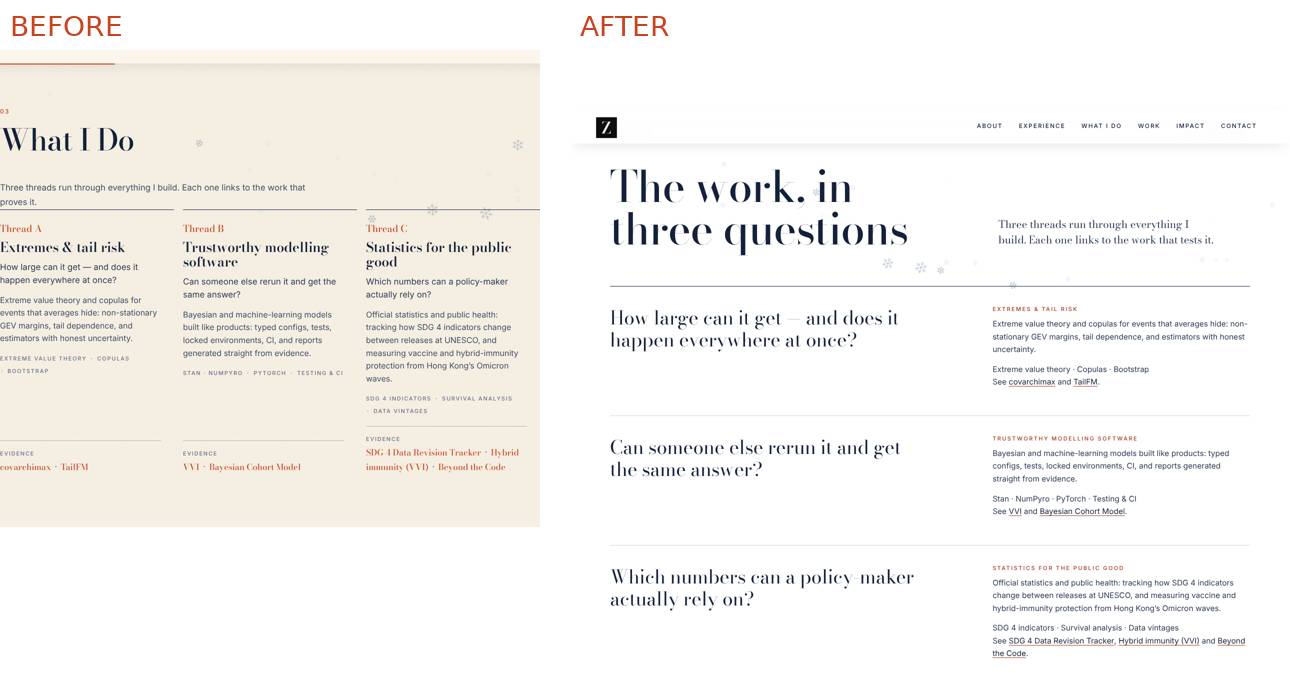 BEFORE
03
What I Do
Three threads run through everything I build. Each one links to the work that
proves it.
Thread A
Extremes & tail risk
How large can it get — and does it
happen everywhere at once?
Extreme value theory and copulas for
events that averages hide: non-stationary
GEV margins, tail dependence, and
estimators with honest uncertainty.
EXTREME VALUE THEORY · COPULAS
· BOOTSTRAP
EVIDENCE
covarchimax · TailFM
Thread B
Trustworthy modelling
software
Can someone else rerun it and get the
same answer?
Bayesian and machine-learning models
built like products: typed configs, tests,
locked environments, CI, and reports
generated straight from evidence.
STAN · NUMPYRO · PYTORCH · TESTING & CI
EVIDENCE
VVI · Bayesian Cohort Model
Thread C
Statistics for the public
good
Which numbers can a policy-maker
actually rely on?
Official statistics and public health:
tracking how SDG 4 indicators change
between releases at UNESCO, and
measuring vaccine and hybrid-immunity
protection from Hong Kong's Omicron
waves.
SDG 4 INDICATORS · SURVIVAL ANALYSIS
· DATA VINTAGES
EVIDENCE
SDG 4 Data Revision Tracker · Hybrid
immunity (VVI) · Beyond the Code
AFTER
Z
ABOUT EXPERIENCE WHAT I DO WORK IMPACT CONTACT
The work, in
three questions
Three threads run through everything I
build. Each one links to the work that tests it.
How large can it get — and does it
happen everywhere at once?
EXTREMES & TAIL RISK
Extreme value theory and copulas for events that averages hide: non-
stationary GEV margins, tail dependence, and estimators with honest
uncertainty.
Extreme value theory · Copulas · Bootstrap
See covarchimax and TailFM.
Can someone else rerun it and get
the same answer?
TRUSTWORTHY MODELLING SOFTWARE
Bayesian and machine-learning models built like products: typed
configs, tests, locked environments, CI, and reports generated
straight from evidence.
Stan · NumPyro · PyTorch · Testing & CI
See VVI and Bayesian Cohort Model.
Which numbers can a policy-maker
actually rely on?
STATISTICS FOR THE PUBLIC GOOD
Official statistics and public health: tracking how SDG 4 indicators
change between releases at UNESCO, and measuring vaccine and
hybrid-immunity protection from Hong Kong's Omicron waves.
SDG 4 indicators · Survival analysis · Data vintages
See SDG 4 Data Revision Tracker, Hybrid immunity (VVI) and Beyond
the Code.